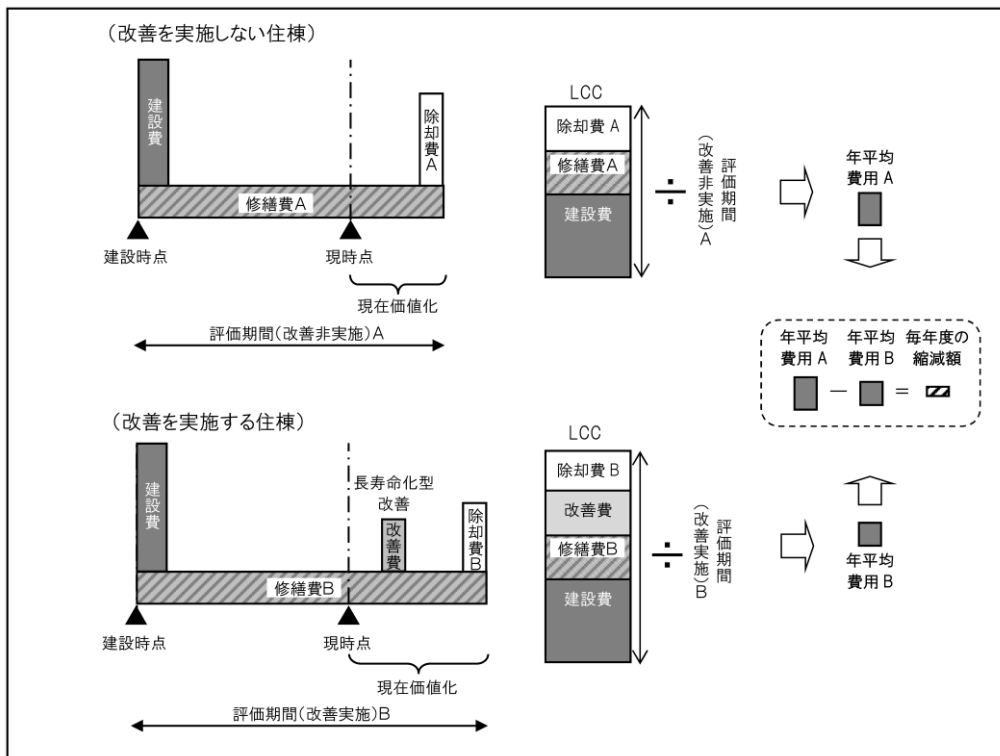 （改善を実施しない住棟）
建設費
除却費A
修繕費A
建設時点
現時点
現在価値化
評価期間（改善非実施）A
LCC
除却費A
修繕費A
建設費
÷
評価期間
（改善非実施）A
年平均
費用A
年平均
費用A
年平均
費用B
毎年度の
縮減額
－
＝
（改善を実施する住棟）
建設費
長寿命化型
改善
改善費
除却費B
修繕費B
建設時点
現時点
現在価値化
評価期間（改善実施）B
LCC
除却費B
改善費
修繕費B
建設費
÷
評価期間
（改善実施）B
年平均
費用B